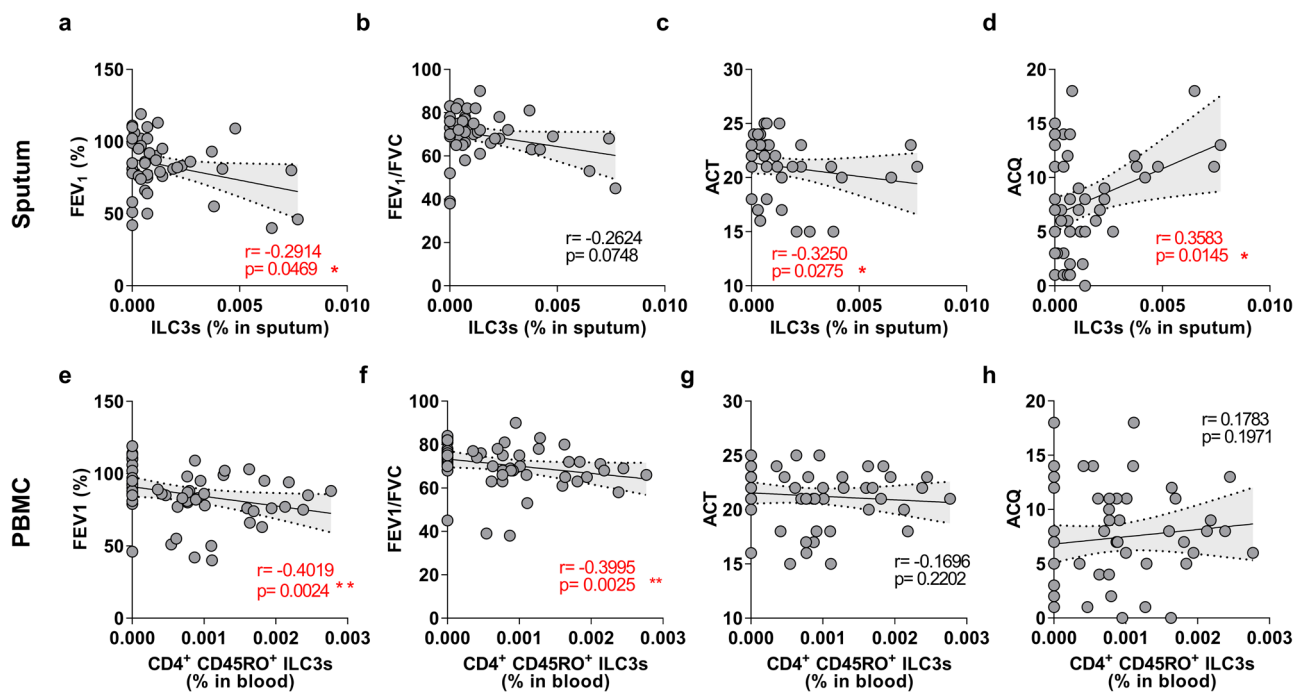 a
FEV1 (%)
150
100
50
0
0.000 0.005 0.010
ILC3s (% in sputum)
r= -0.2914
p= 0.0469 *
b
FEV1/FVC
100
80
60
40
20
0
0.000 0.005 0.010
ILC3s (% in sputum)
r= -0.2624
p= 0.0748
c
ACT
30
25
20
15
10
0.000 0.005 0.010
ILC3s (% in sputum)
r= -0.3250
p= 0.0275 *
d
ACQ
20
15
10
5
0
0.000 0.005 0.010
ILC3s (% in sputum)
r= 0.3583
p= 0.0145 *
Sputum
e
FEV1 (%)
150
100
50
0
0.000 0.001 0.002 0.003
CD4+ CD45RO+ ILC3s
(% in blood)
r= -0.4019
p= 0.0024 **
f
FEV1/FVC
100
80
60
40
20
0
0.000 0.001 0.002 0.003
CD4+ CD45RO+ ILC3s
(% in blood)
r= -0.3995
p= 0.0025 **
g
ACT
30
25
20
15
10
0.000 0.001 0.002 0.003
CD4+ CD45RO+ ILC3s
(% in blood)
r= -0.1696
p= 0.2202
h
ACQ
20
15
10
5
0
0.000 0.001 0.002 0.003
CD4+ CD45RO+ ILC3s
(% in blood)
r= 0.1783
p= 0.1971
PBMC